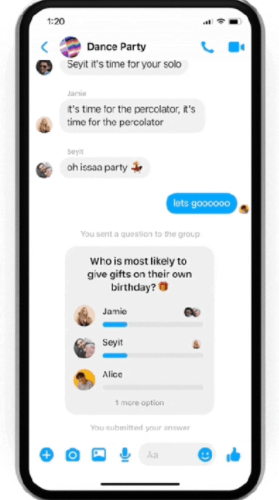 1:20
Dance Party
Seyit it's time for your solo
Jamie
it's time for the percolator, it's
time for the percolator
Seyit
oh issaa party 💃
lets goooooo
You sent a question to the group
Who is most likely to
give gifts on their own
birthday? 🎁
Jamie
Seyit
Alice
1 more option
You submitted your answer
Aa